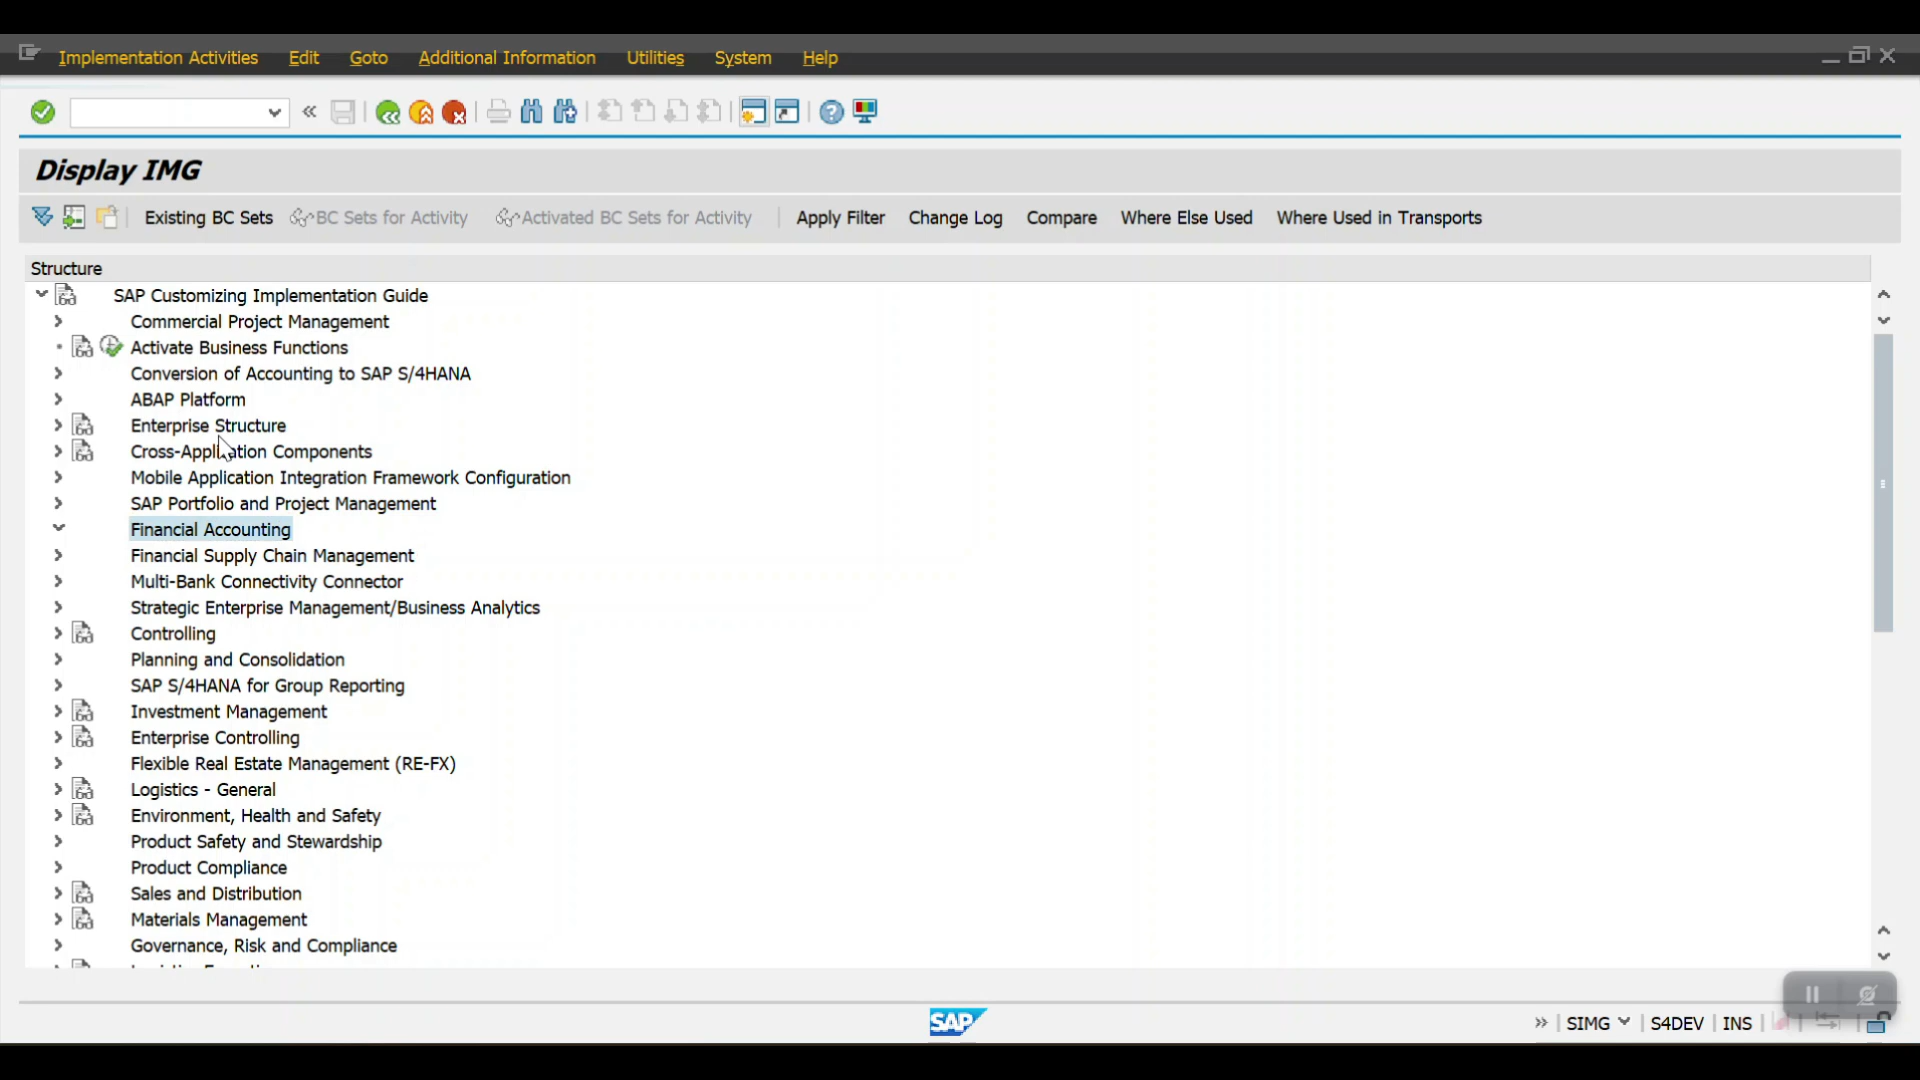 Implementation Activities Edit Goto Additional Information Utilities System Help
Display IMG
Existing BC Sets BC Sets for Activity Activated BC Sets for Activity Apply Filter Change Log Compare Where Else Used Where Used in Transports
Structure
SAP Customizing Implementation Guide
Commercial Project Management
Activate Business Functions
Conversion of Accounting to SAP S/4HANA
ABAP Platform
Enterprise Structure
Cross-Application Components
Mobile Application Integration Framework Configuration
SAP Portfolio and Project Management
Financial Accounting
Financial Supply Chain Management
Multi-Bank Connectivity Connector
Strategic Enterprise Management/Business Analytics
Controlling
Planning and Consolidation
SAP S/4HANA for Group Reporting
Investment Management
Enterprise Controlling
Flexible Real Estate Management (RE-FX)
Logistics - General
Environment, Health and Safety
Product Safety and Stewardship
Product Compliance
Sales and Distribution
Materials Management
Governance, Risk and Compliance
SAP SIMG S4DEV INS